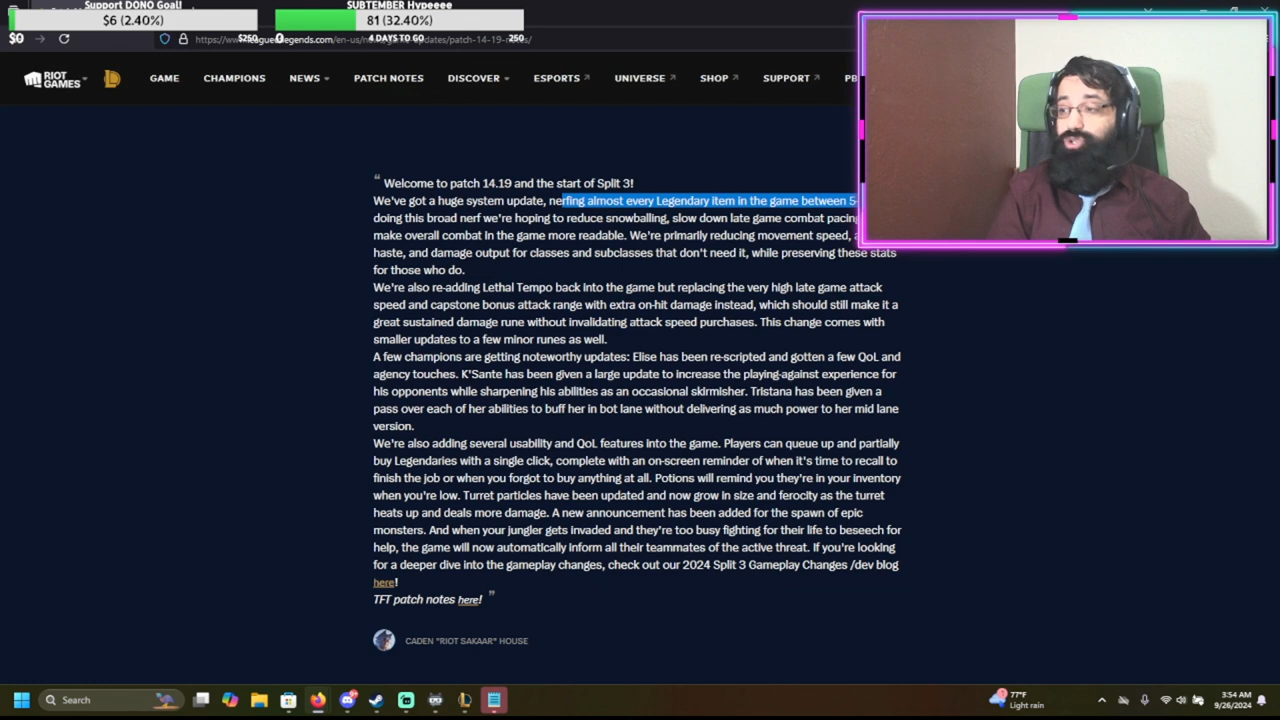 Support DONO Goal!
SUBTEMBER Hypeeee
$6 (2.40%)
81 (32.40%)
$0
$250
0
4 DAYS TO GO
250
RIOT GAMES
GAME
CHAMPIONS
NEWS
PATCH NOTES
DISCOVER
ESPORTS
UNIVERSE
SHOP
SUPPORT
“ Welcome to patch 14.19 and the start of Split 3!
We've got a huge system update, nerfing almost every Legendary item in the game between 5-
doing this broad nerf we're hoping to reduce snowballing, slow down late game combat pacing
make overall combat in the game more readable. We're primarily reducing movement speed,
haste, and damage output for classes and subclasses that don't need it, while preserving these stats
for those who do.
We're also re-adding Lethal Tempo back into the game but replacing the very high late game attack
speed and capstone bonus attack range with extra on-hit damage instead, which should still make it a
great sustained damage rune without invalidating attack speed purchases. This change comes with
smaller updates to a few minor runes as well.
A few champions are getting noteworthy updates: Elise has been re-scripted and gotten a few QoL and
agency touches. K'Sante has been given a large update to increase the playing-against experience for
his opponents while sharpening his abilities as an occasional skirmisher. Tristana has been given a
pass over each of her abilities to buff her in bot lane without delivering as much power to her mid lane
version.
We're also adding several usability and QoL features into the game. Players can queue up and partially
buy Legendaries with a single click, complete with an on-screen reminder of when it's time to recall to
finish the job or when you forgot to buy anything at all. Potions will remind you they're in your inventory
when you're low. Turret particles have been updated and now grow in size and ferocity as the turret
heats up and deals more damage. A new announcement has been added for the spawn of epic
monsters. And when your jungler gets invaded and they're too busy fighting for their life to beseech for
help, the game will now automatically inform all their teammates of the active threat. If you're looking
for a deeper dive into the gameplay changes, check out our 2024 Split 3 Gameplay Changes /dev blog
here!
TFT patch notes here! ”
CADEN "RIOT SAKAAR" HOUSE
Search
77°F
Light rain
3:54 AM
9/26/2024